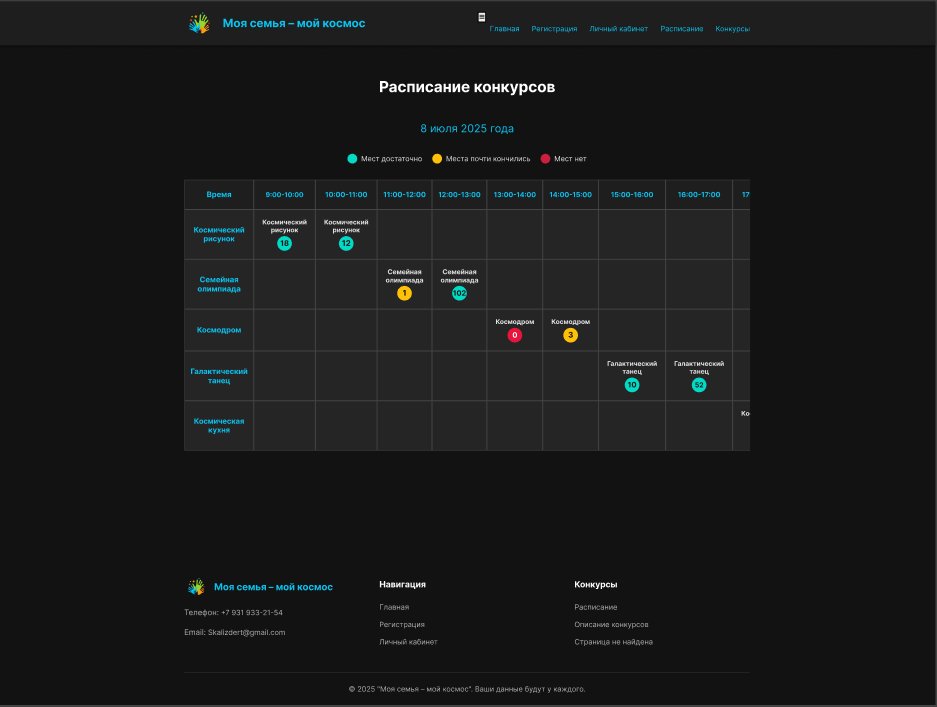 Моя семья – мой космос
Главная Регистрация Личный кабинет Расписание Конкурсы
Расписание конкурсов
8 июля 2025 года
Мест достаточно Места почти кончились Мест нет
Время 9:00-10:00 10:00-11:00 11:00-12:00 12:00-13:00 13:00-14:00 14:00-15:00 15:00-16:00 16:00-17:00 17
Космический рисунок
Космический рисунок
18
Космический рисунок
12
Семейная олимпиада
Семейная олимпиада
1
Семейная олимпиада
102
Космодром
Космодром
0
Космодром
3
Галактический танец
Галактический танец
10
Галактический танец
52
Космическая кухня
Ко
Моя семья – мой космос
Телефон: +7 931 933-21-54
Email: Skalizdert@gmail.com
Навигация
Главная
Регистрация
Личный кабинет
Конкурсы
Расписание
Описание конкурсов
Страница не найдена
© 2025 "Моя семья – мой космос". Ваши данные будут у каждого.